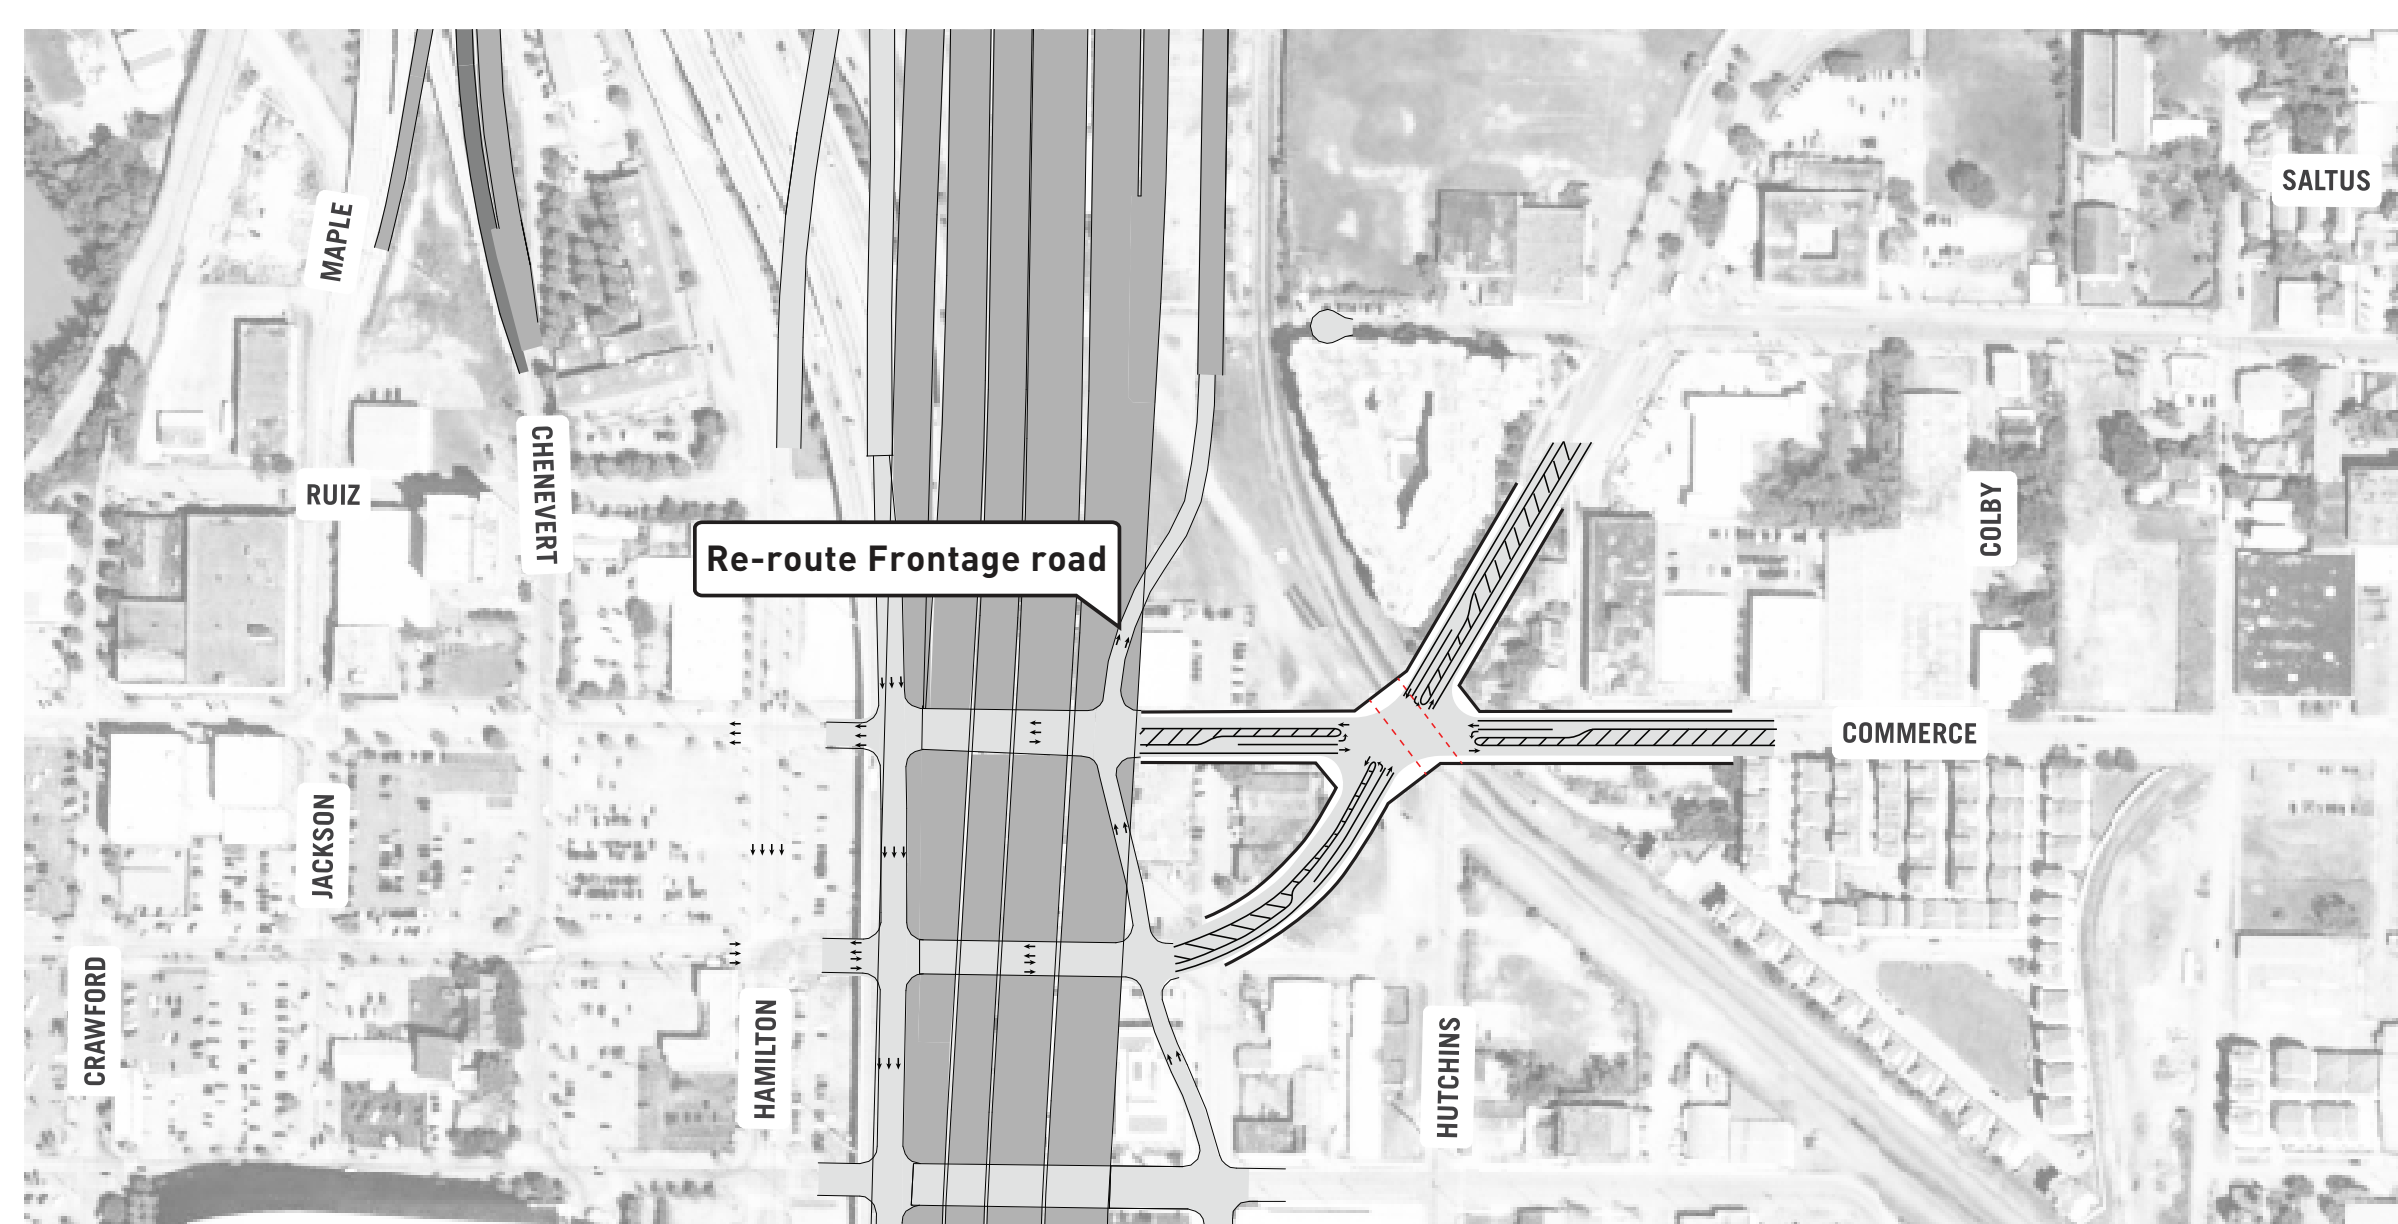 SALTUS
MAPLE
CHENEVERT
RUIZ
COLBY
Re-route Frontage road
COMMERCE
JACKSON
CRAWFORD
HAMILTON
HUTCHINS